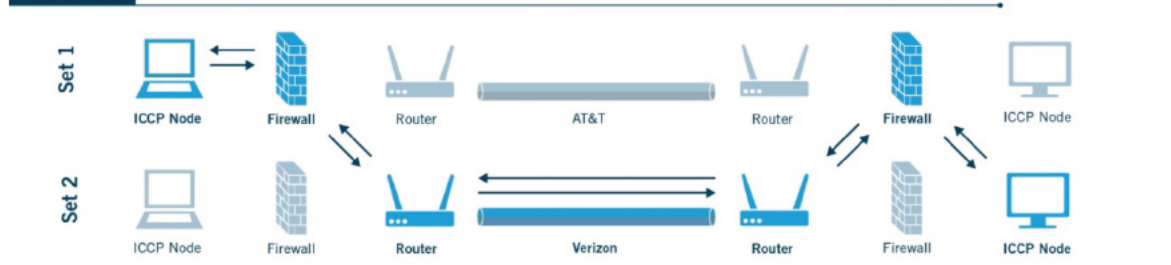 Set 1
ICCP Node
Firewall
Router
AT&T
Router
Firewall
ICCP Node
Set 2
ICCP Node
Firewall
Router
Verizon
Router
Firewall
ICCP Node